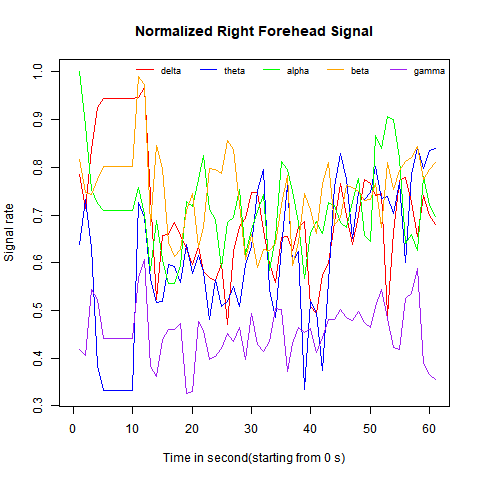 Normalized Right Forehead Signal
delta theta alpha beta gamma
Signal rate
1.0
0.9
0.8
0.7
0.6
0.5
0.4
0.3
0 10 20 30 40 50 60
Time in second(starting from 0 s)